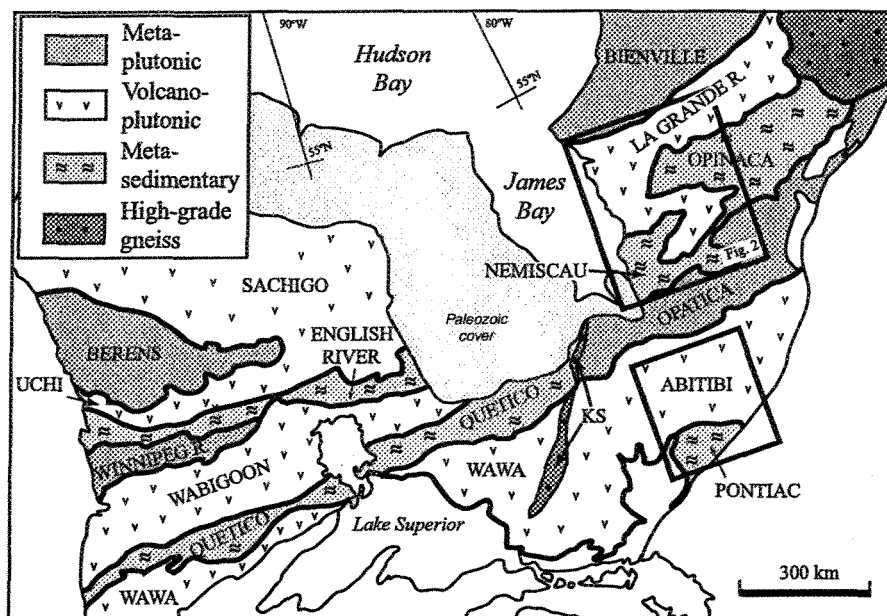 Meta-
plutonic
Volcano-
plutonic
Meta-
sedimentary
High-grade
gneiss
90°W
80°W
Hudson
Bay
55°N
55°N
BIENVILLE
LA GRANDE R.
OPINACA
James
Bay
Fig. 2
NEMISCAU
SACHIGO
OPATICA
Paleozoic
cover
BERENS
ENGLISH
RIVER
UCHI
ABITIBI
QUETICO
KS
WINNIPEG R.
WABIGOON
WAWA
PONTIAC
QUETICO
Lake Superior
WAWA
300 km